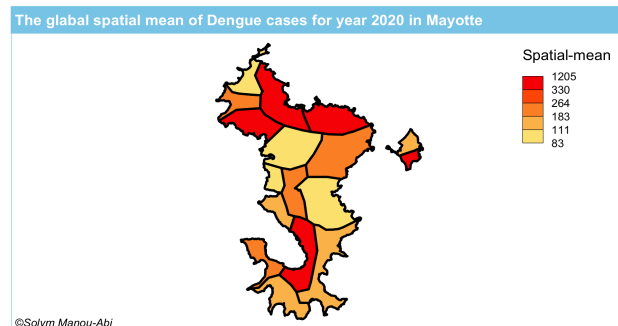 The glabal spatial mean of Dengue cases for year 2020 in Mayotte
Spatial-mean
1205
330
264
183
111
83
©Solym Manou-Abi